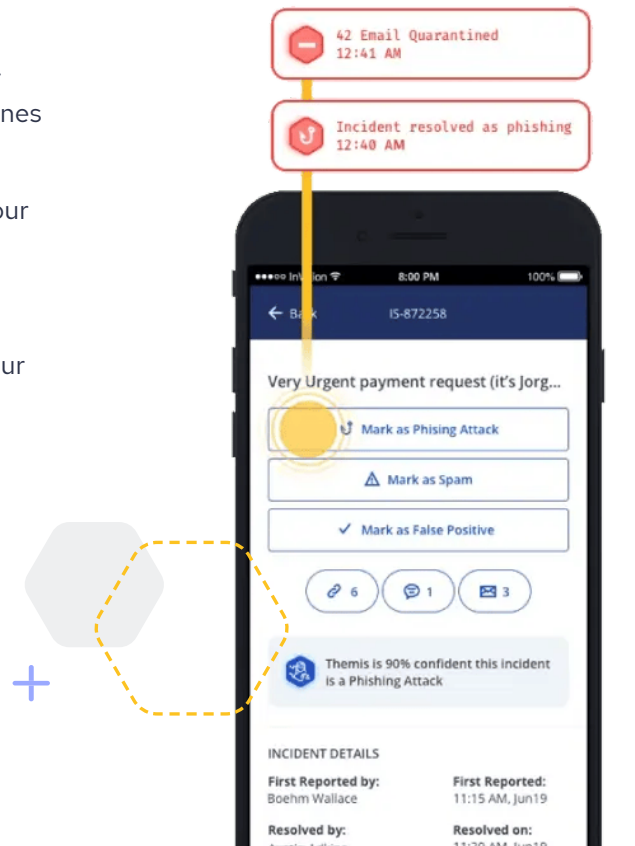 42 Email Quarantined
12:41 AM
Incident resolved as phishing
12:40 AM
nes
our
ur
8:00 PM
100%
IS-872258
Very Urgent payment request (it's Jorg...
Mark as Phising Attack
Mark as Spam
Mark as False Positive
6
1
3
Themis is 90% confident this incident
is a Phishing Attack
INCIDENT DETAILS
First Reported by:
First Reported:
Boehm Wallace
11:15 AM, Jun19
Resolved by:
Resolved on: